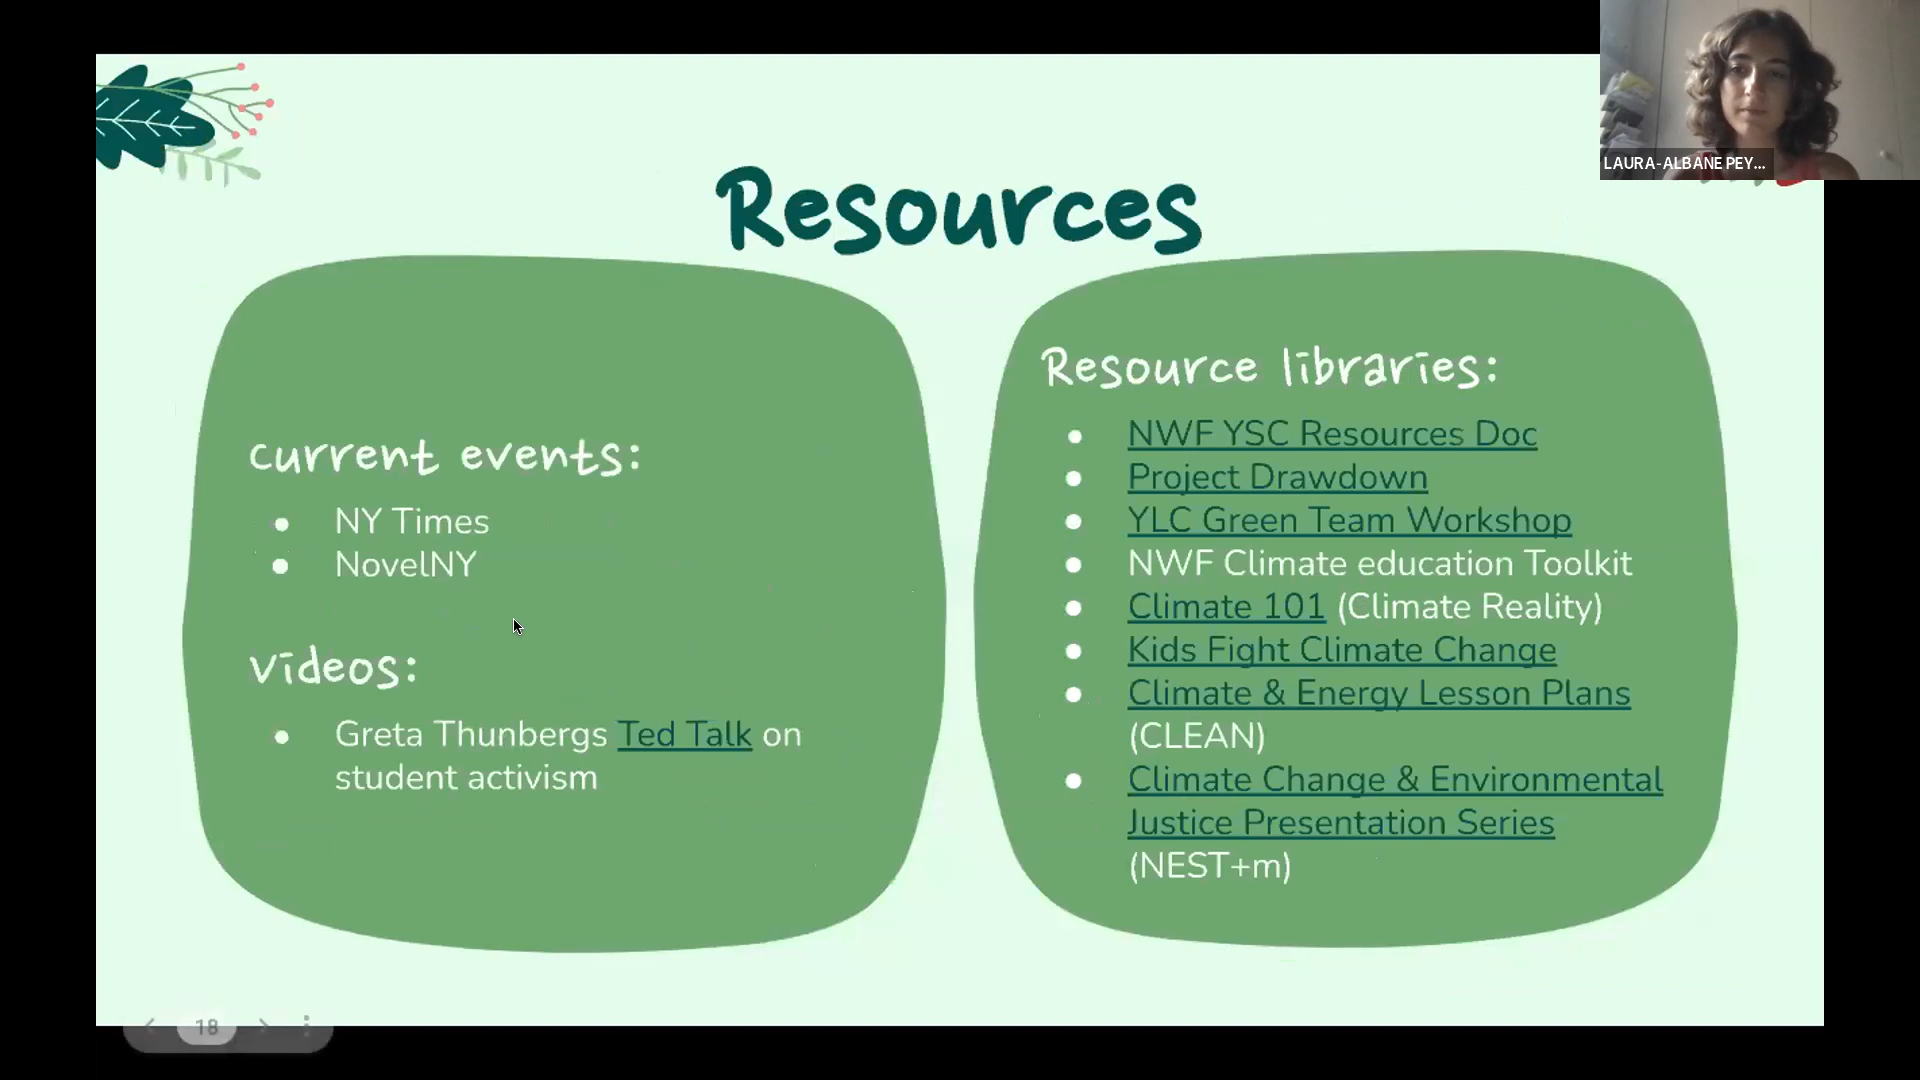 LAURA-ALBANE PEY...
Resources
current events:
● NY Times
● NovelNY
videos:
● Greta Thunbergs Ted Talk on
student activism
Resource libraries:
● NWF YSC Resources Doc
● Project Drawdown
● YLC Green Team Workshop
● NWF Climate education Toolkit
● Climate 101 (Climate Reality)
● Kids Fight Climate Change
● Climate & Energy Lesson Plans
(CLEAN)
● Climate Change & Environmental
Justice Presentation Series
(NEST+m)
18